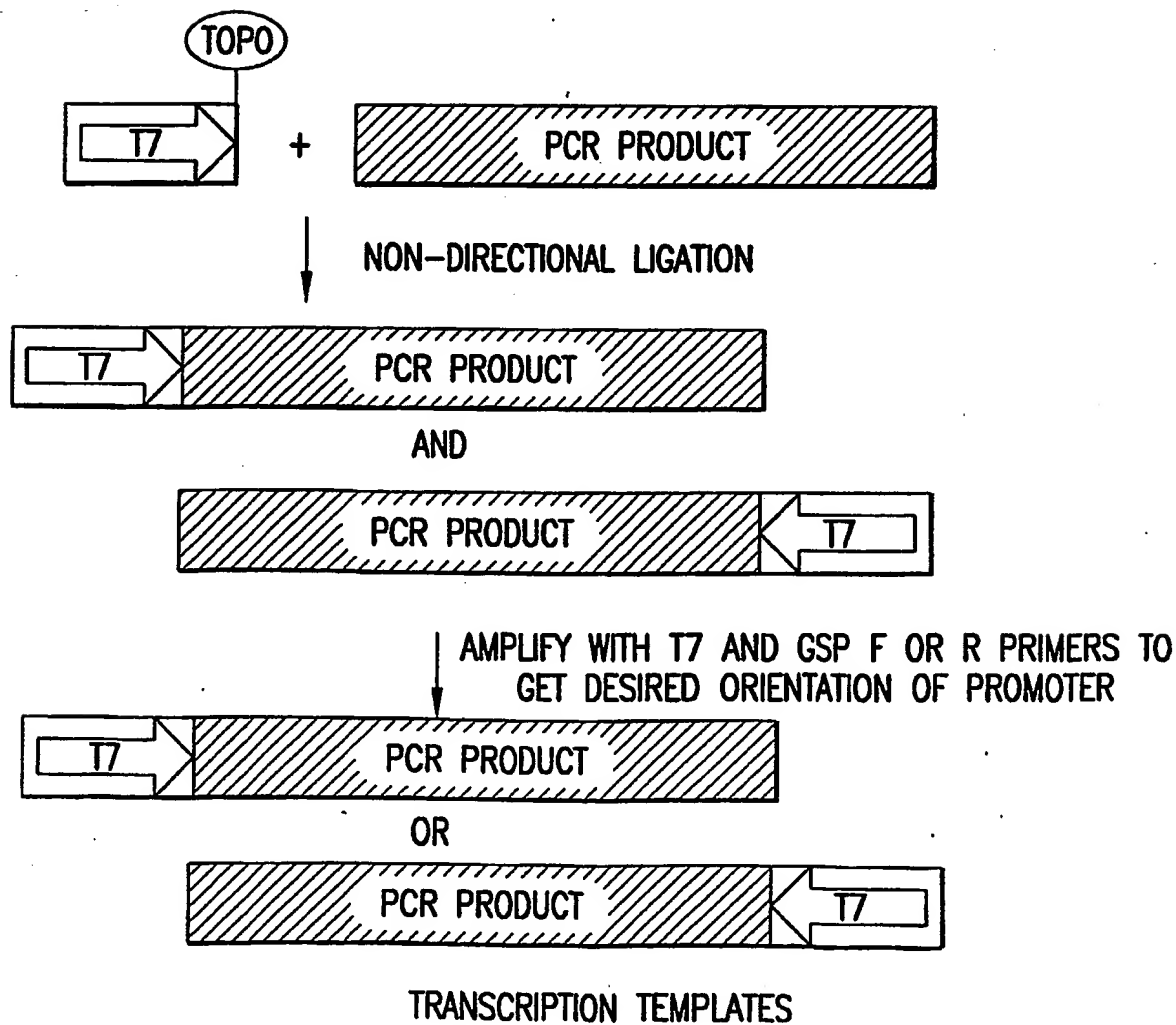 TOPO
T7
+
PCR PRODUCT
NON-DIRECTIONAL LIGATION
T7
PCR PRODUCT
AND
PCR PRODUCT
T7
AMPLIFY WITH T7 AND GSP F OR R PRIMERS TO
GET DESIRED ORIENTATION OF PROMOTER
T7
PCR PRODUCT
OR
PCR PRODUCT
T7
TRANSCRIPTION TEMPLATES